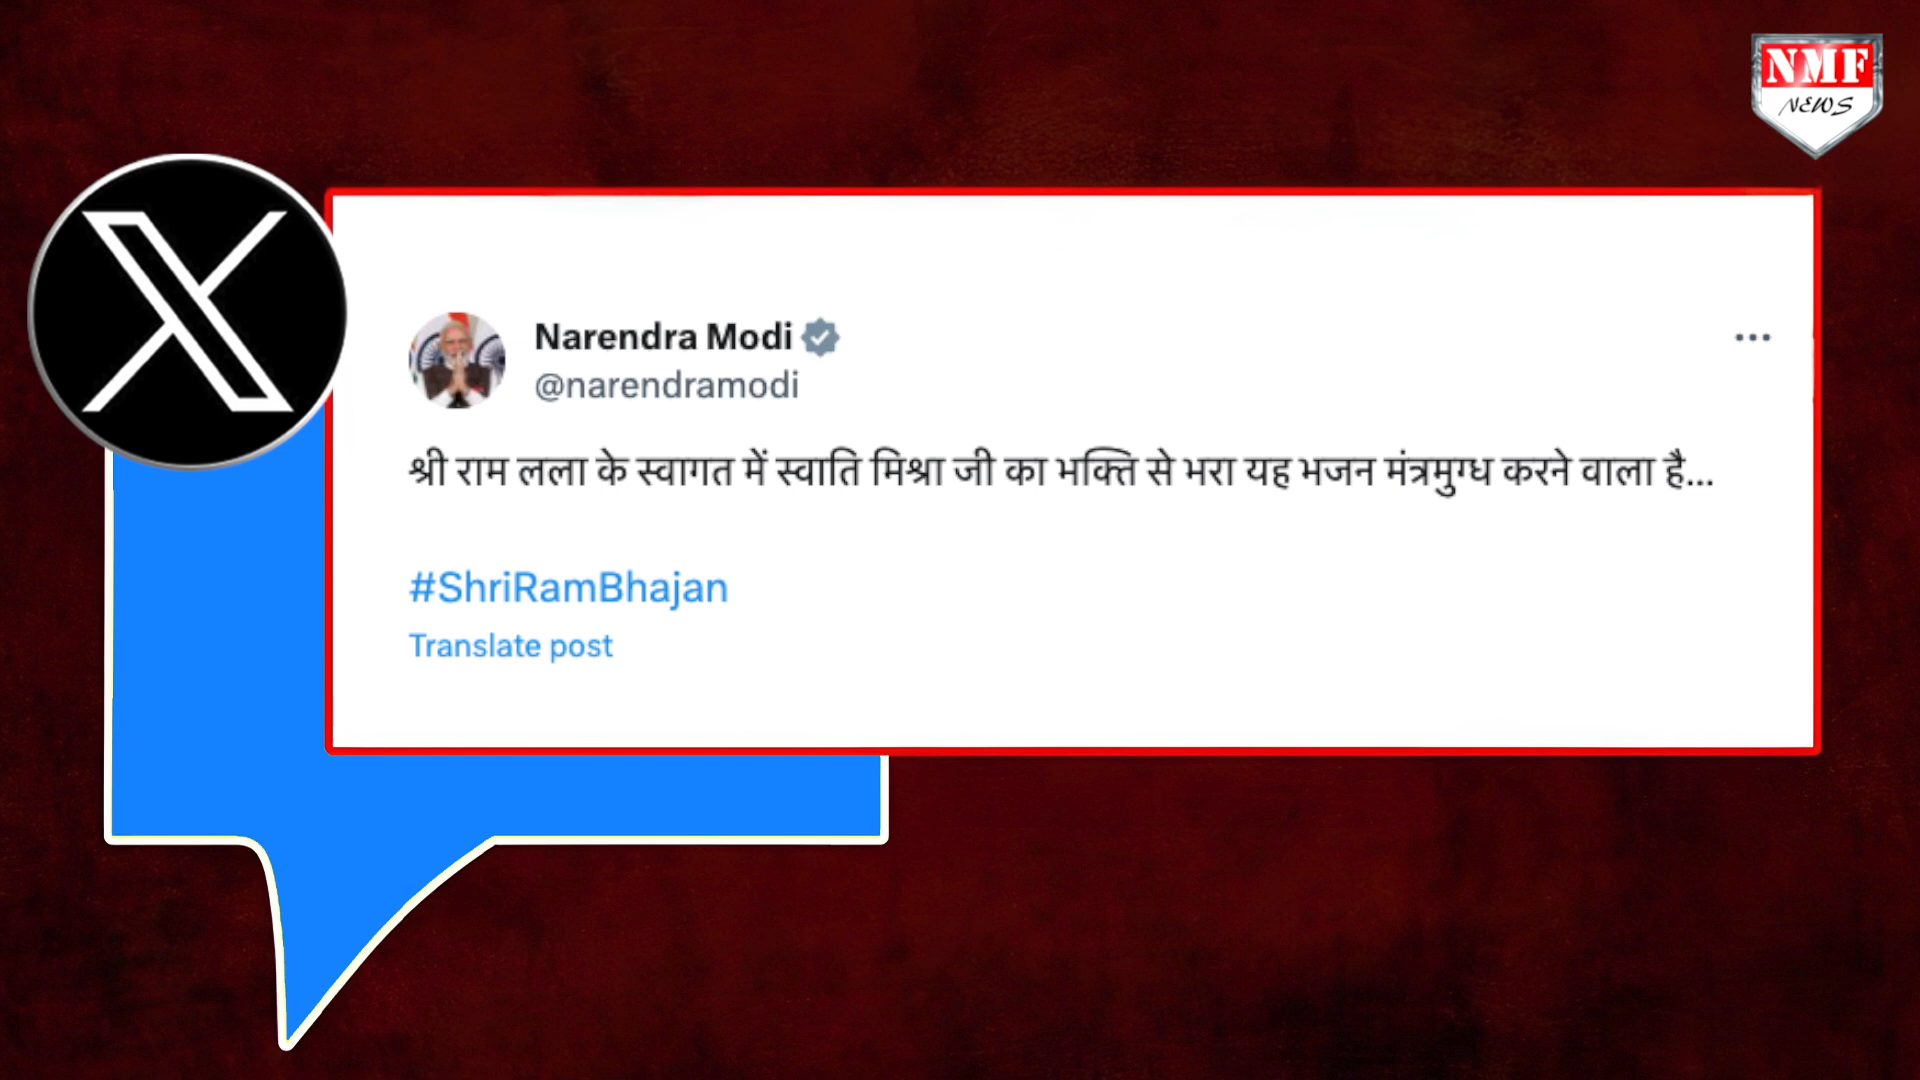 NMF
NEWS
Narendra Modi
@narendramodi
श्री राम लला के स्वागत में स्वाति मिश्रा जी का भक्ति से भरा यह भजन मंत्रमुग्ध करने वाला है...
#ShriRamBhajan
Translate post